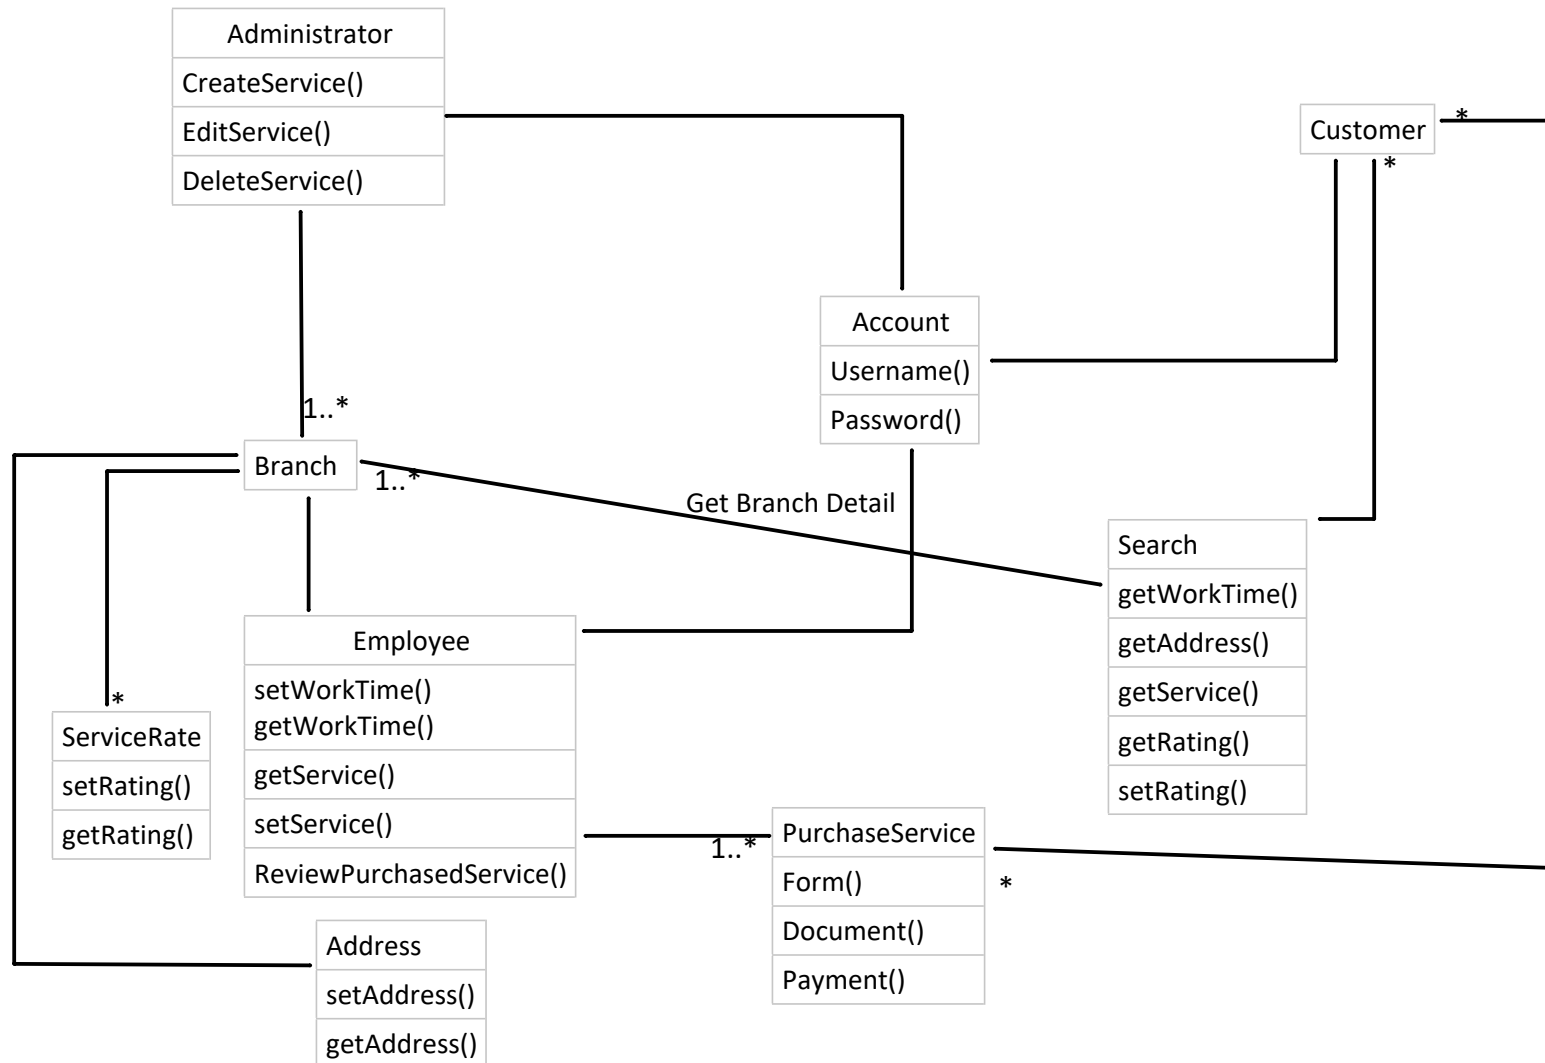 Administrator
CreateService()
EditService()
DeleteService()
Customer
*
*
Account
Username()
Password()
1..*
Branch
1..*
Get Branch Detail
Search
getWorkTime()
getAddress()
getService()
getRating()
setRating()
Employee
setWorkTime()
getWorkTime()
getService()
setService()
ReviewPurchasedService()
*
ServiceRate
setRating()
getRating()
1..*
PurchaseService
Form()
Document()
Payment()
*
Address
setAddress()
getAddress()